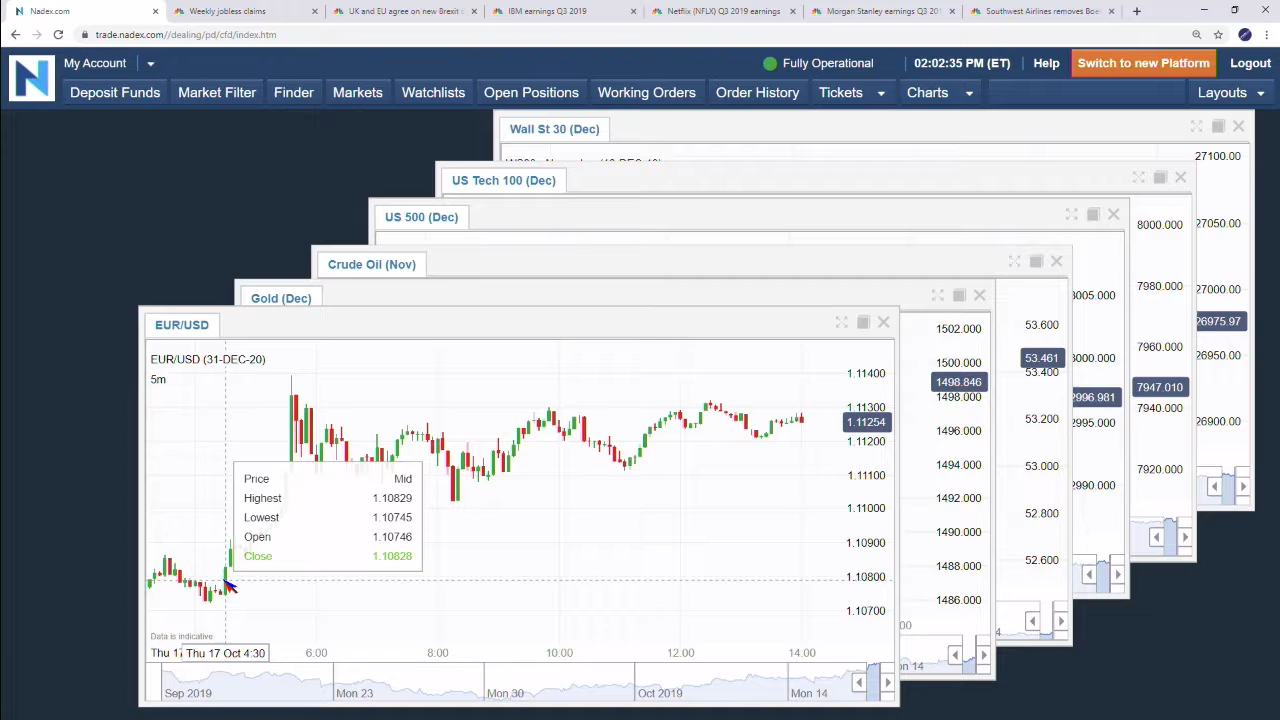 Nadex.com
Weekly jobless claims
UK and EU agree on new Brexit d
IBM earnings Q3 2019
Netflix (NFLX) Q3 2019 earnings
Morgan Stanley earnings Q3 201
Southwest Airlines removes Boe
trade.nadex.com/dealing/pd/cfd/index.htm
My Account
Fully Operational
02:02:35 PM (ET)
Help
Switch to new Platform
Logout
Deposit Funds
Market Filter
Finder
Markets
Watchlists
Open Positions
Working Orders
Order History
Tickets
Charts
Layouts
Wall St 30 (Dec)
27100.00
27050.00
27000.00
26975.97
26950.00
26900.00
US Tech 100 (Dec)
8000.000
7980.000
7960.000
7947.010
7940.000
7920.000
US 500 (Dec)
3005.000
3000.000
2996.981
2995.000
2990.000
Crude Oil (Nov)
53.600
53.461
53.400
53.200
53.000
52.800
52.600
Gold (Dec)
1502.000
1500.000
1498.846
1498.000
1496.000
1494.000
1492.000
1490.000
1488.000
1486.000
EUR/USD
EUR/USD (31-DEC-20)
5m
1.11400
1.11300
1.11254
1.11200
1.11100
1.11000
1.10900
1.10800
1.10700
Price Mid
Highest 1.10829
Lowest 1.10745
Open 1.10746
Close 1.10828
Data is indicative
Thu 17 Oct 4:30
6:00
8:00
10:00
12:00
14:00
Sep 2019
Mon 23
Mon 30
Oct 2019
Mon 14